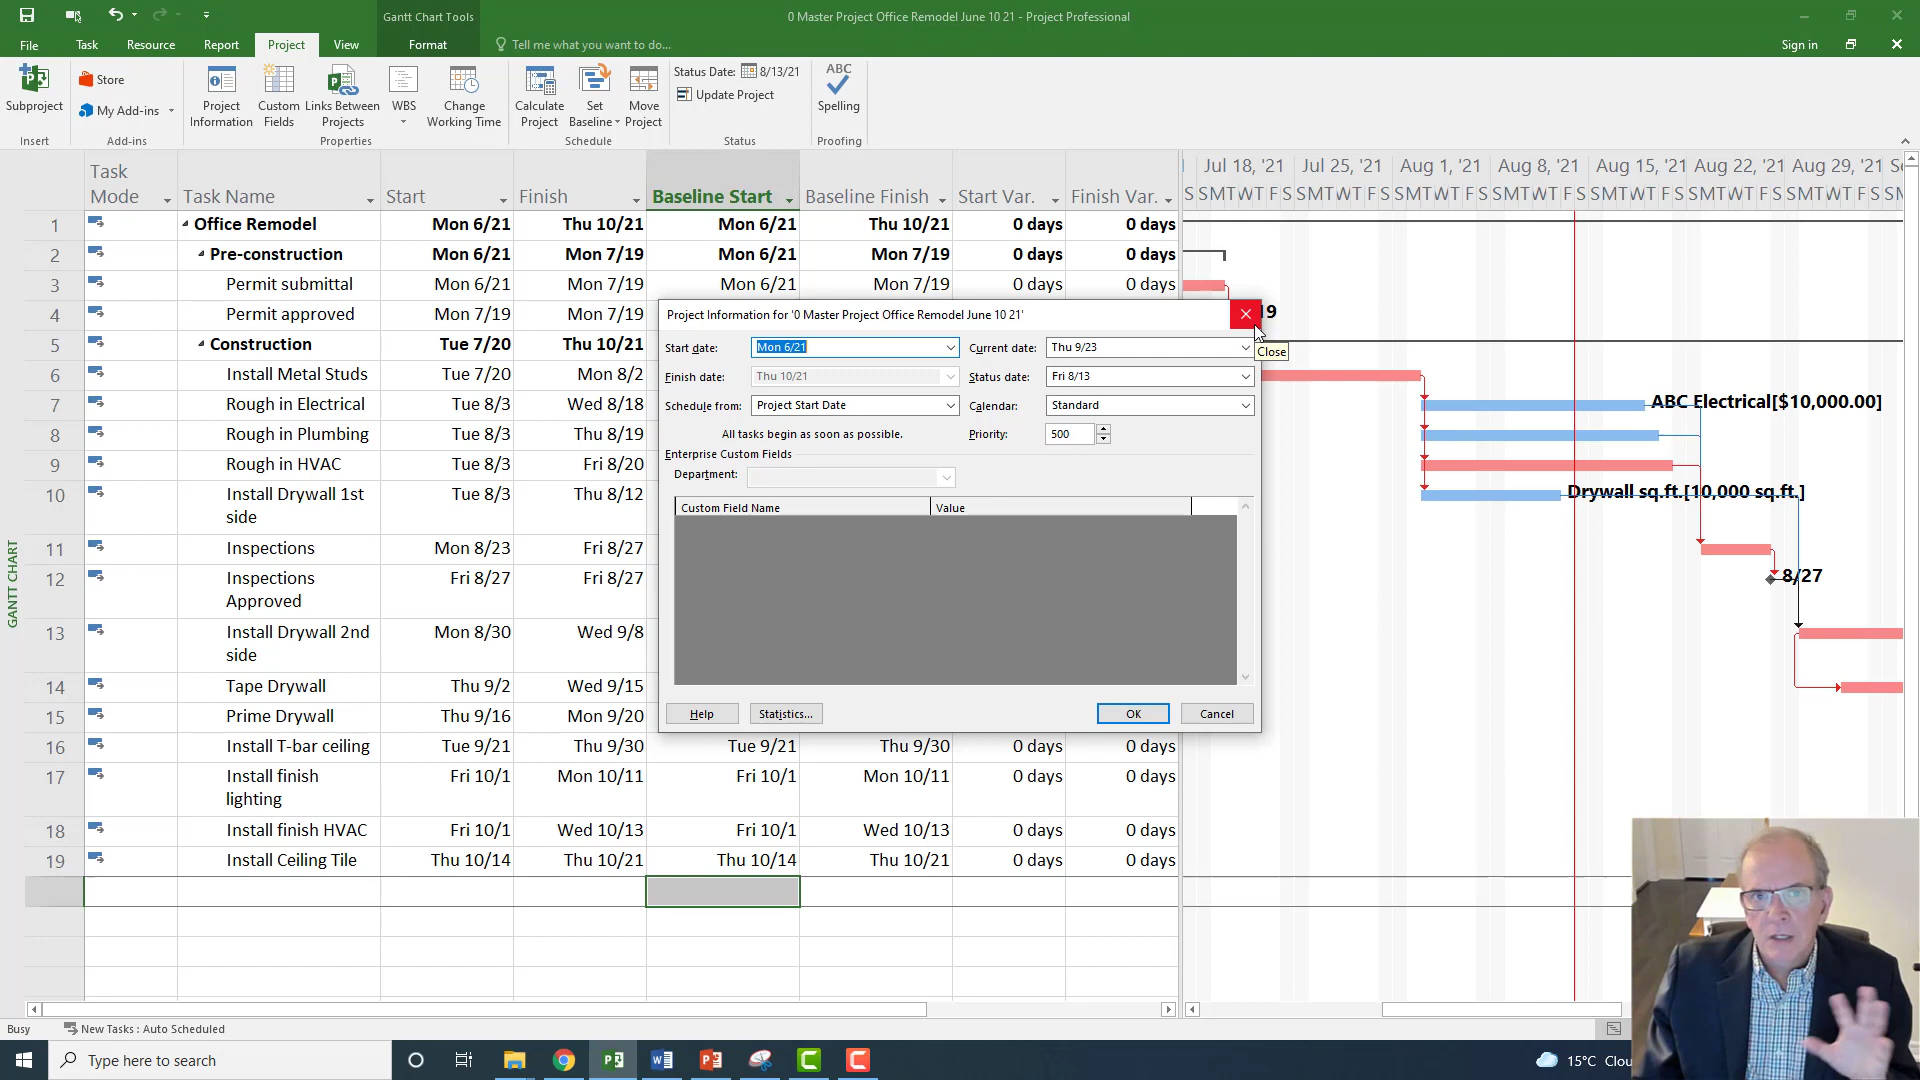 Gantt Chart Tools
0 Master Project Office Remodel June 10 21 - Project Professional
File Task Resource Report Project View Format Tell me what you want to do... Sign in
Subproject
Store
My Add-ins
Project Information
Custom Fields
Links Between Projects
WBS
Change Working Time
Calculate Project
Set Baseline
Move Project
Status Date: 8/13/21
Update Project
ABC
Spelling
Insert Add-ins Properties Schedule Status Proofing
Task Mode Task Name Start Finish Baseline Start Baseline Finish Start Var. Finish Var.
Jul 18, '21 Jul 25, '21 Aug 1, '21 Aug 8, '21 Aug 15, '21 Aug 22, '21 Aug 29, '21
S S M T W T F S S M T W T F S S M T W T F S S M T W T F S S M T W T F S S M T W T F S S M T W T F S
1 Office Remodel Mon 6/21 Thu 10/21 Mon 6/21 Thu 10/21 0 days 0 days
2 Pre-construction Mon 6/21 Mon 7/19 Mon 6/21 Mon 7/19 0 days 0 days
3 Permit submittal Mon 6/21 Mon 7/19 Mon 6/21 Mon 7/19 0 days 0 days
4 Permit approved Mon 7/19 Mon 7/19
5 Construction Tue 7/20 Thu 10/21
6 Install Metal Studs Tue 7/20 Mon 8/2
7 Rough in Electrical Tue 8/3 Wed 8/18
8 Rough in Plumbing Tue 8/3 Thu 8/19
9 Rough in HVAC Tue 8/3 Fri 8/20
10 Install Drywall 1st side Tue 8/3 Thu 8/12
11 Inspections Mon 8/23 Fri 8/27
12 Inspections Approved Fri 8/27 Fri 8/27
13 Install Drywall 2nd side Mon 8/30 Wed 9/8
14 Tape Drywall Thu 9/2 Wed 9/15
15 Prime Drywall Thu 9/16 Mon 9/20
16 Install T-bar ceiling Tue 9/21 Thu 9/30 Tue 9/21 Thu 9/30 0 days 0 days
17 Install finish lighting Fri 10/1 Mon 10/11 Fri 10/1 Mon 10/11 0 days 0 days
18 Install finish HVAC Fri 10/1 Wed 10/13 Fri 10/1 Wed 10/13 0 days 0 days
19 Install Ceiling Tile Thu 10/14 Thu 10/21 Thu 10/14 Thu 10/21 0 days 0 days
Project Information for '0 Master Project Office Remodel June 10 21'
Close
Start date: Mon 6/21 Current date: Thu 9/23
Finish date: Thu 10/21 Status date: Fri 8/13
Schedule from: Project Start Date Calendar: Standard
All tasks begin as soon as possible. Priority: 500
Enterprise Custom Fields
Department:
Custom Field Name Value
Help Statistics... OK Cancel
19
ABC Electrical[$10,000.00]
Drywall sq.ft.[10,000 sq.ft.]
8/27
GANTT CHART
Busy New Tasks : Auto Scheduled
Type here to search
15°C